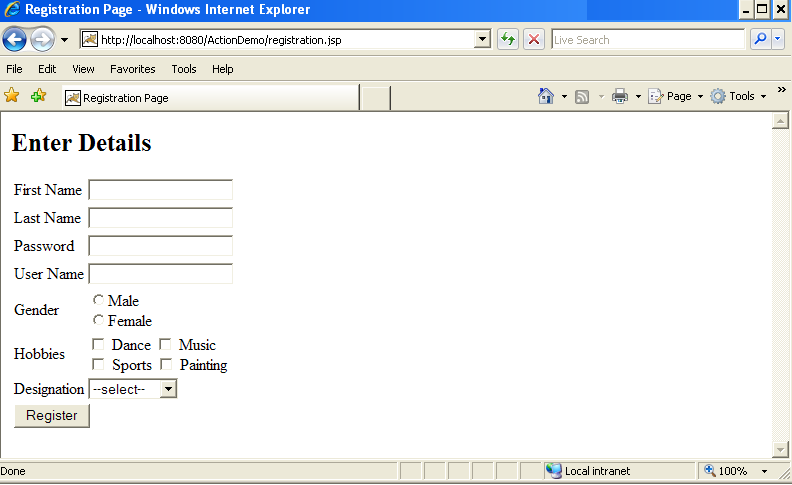 Registration Page - Windows Internet Explorer
http://localhost:8080/ActionDemo/registration.jsp
Live Search
File Edit View Favorites Tools Help
Registration Page
Page Tools »
Enter Details
First Name
Last Name
Password
User Name
Gender
Male
Female
Hobbies
Dance Music
Sports Painting
Designation --select--
Register
Done Local intranet 100%